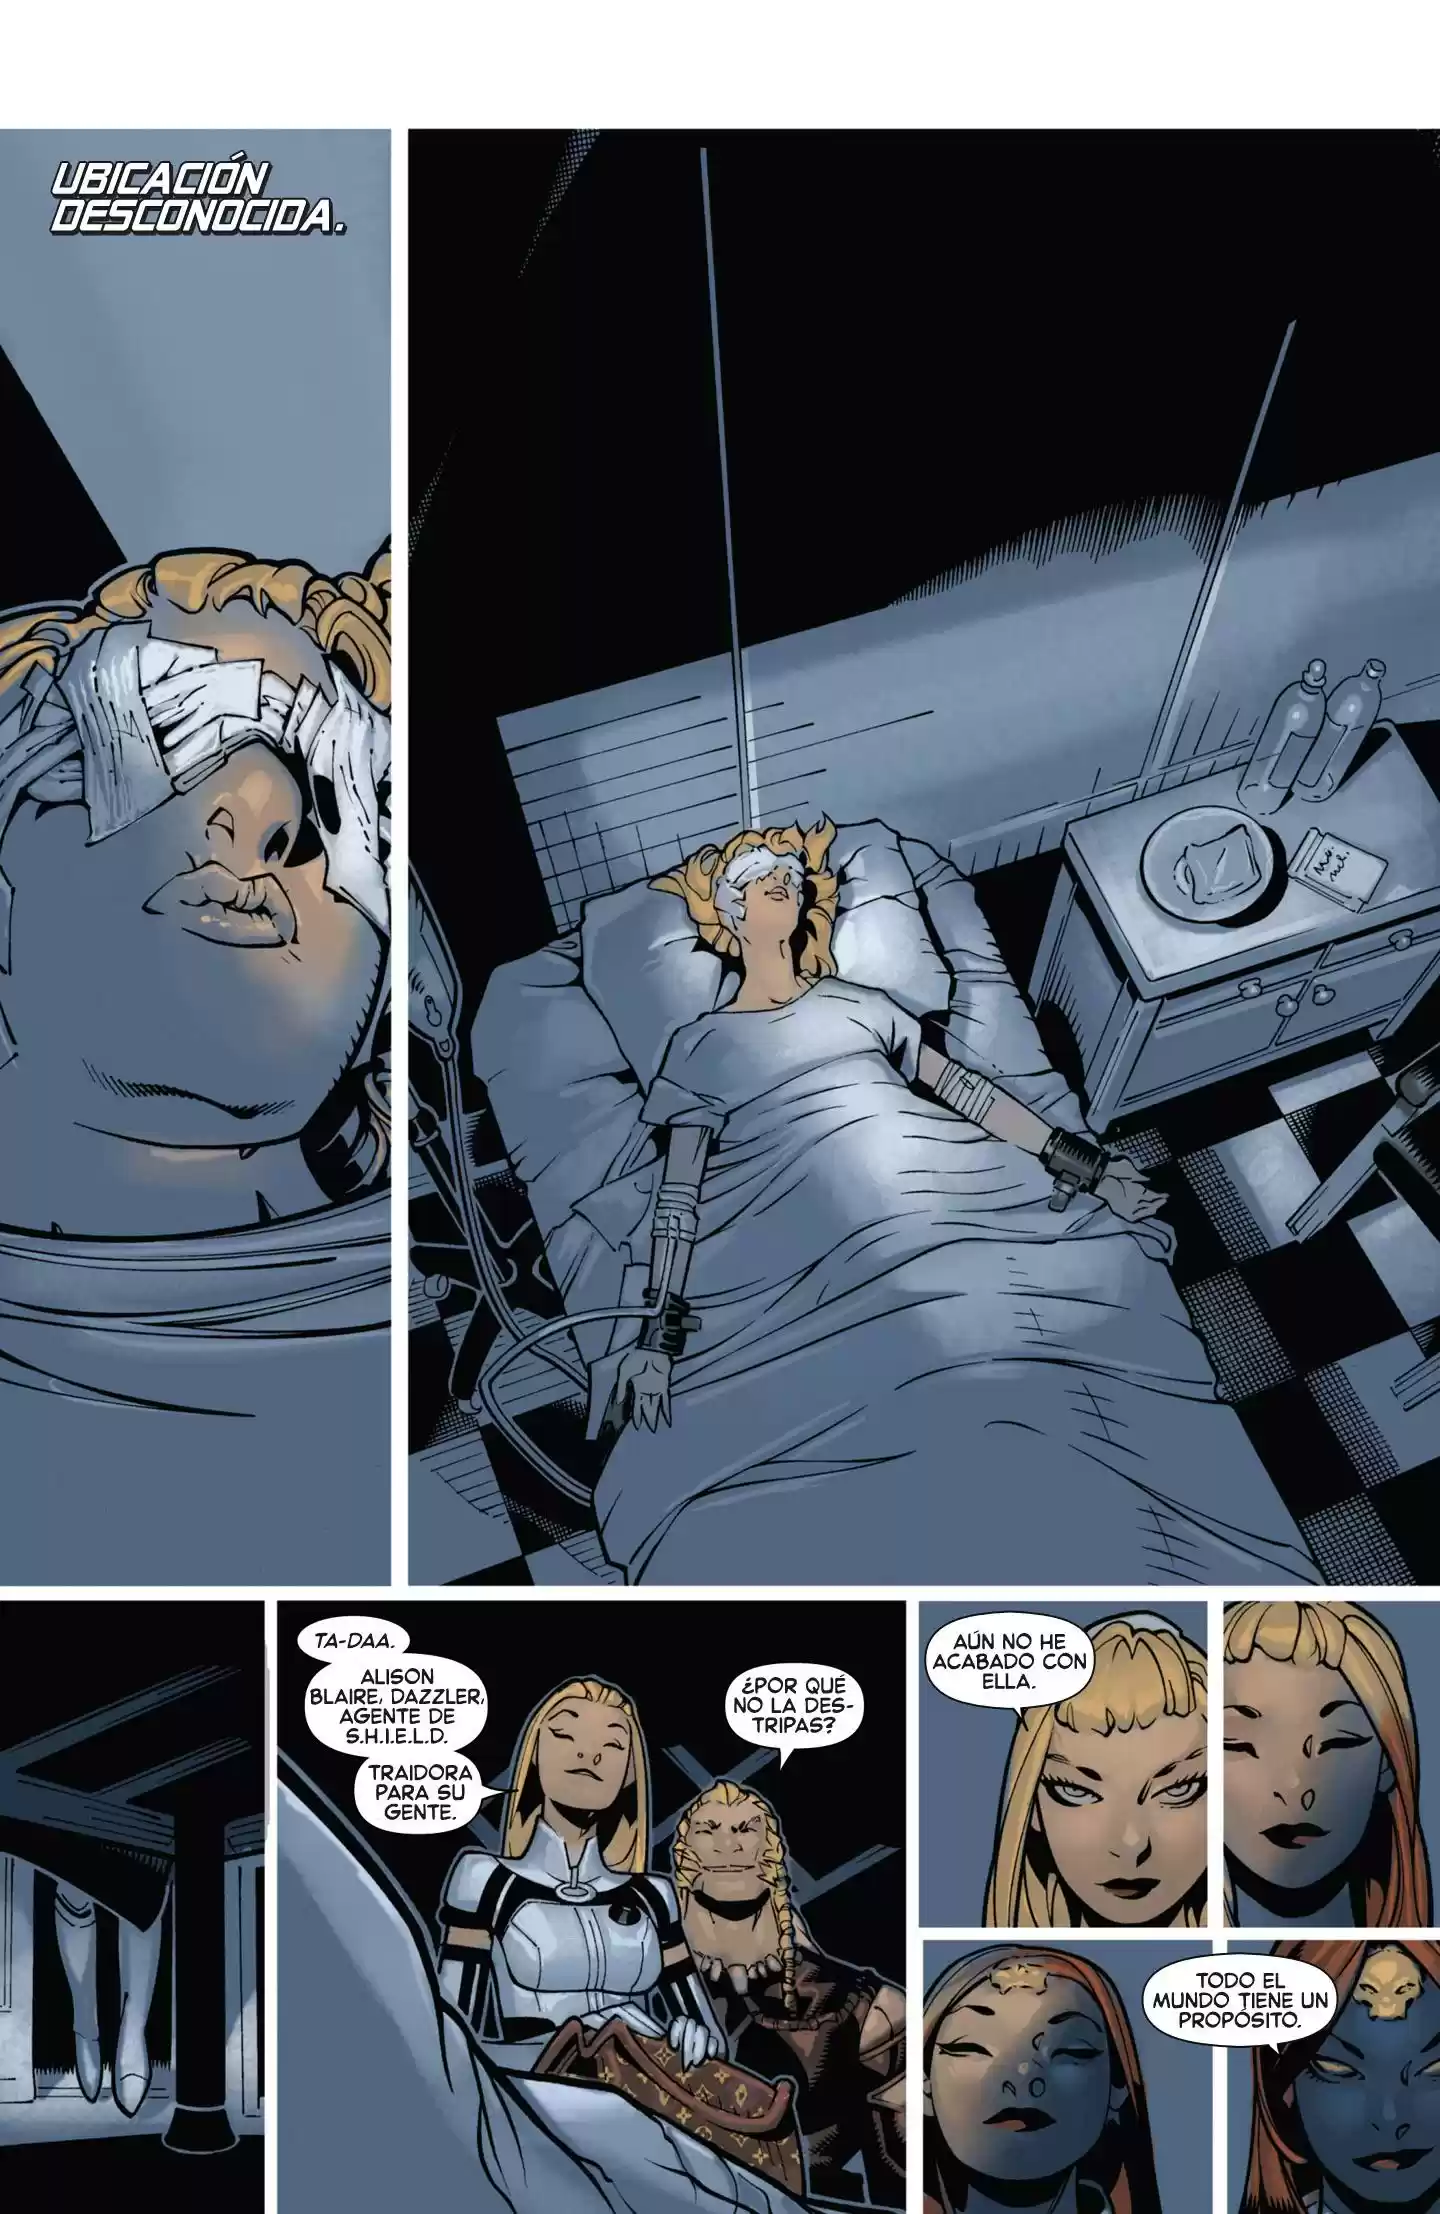 UBICACIÓN
DESCONOCIDA.
TA-DAA.
ALISON
BLAIRE, DAZZLER,
AGENTE DE
S.H.I.E.L.D.
TRAIDORA
PARA SU
GENTE.
¿POR QUÉ
NO LA DES-
TRIPAS?
AÚN NO HE
ACABADO CON
ELLA.
TODO EL
MUNDO TIENE UN
PROPÓSITO.